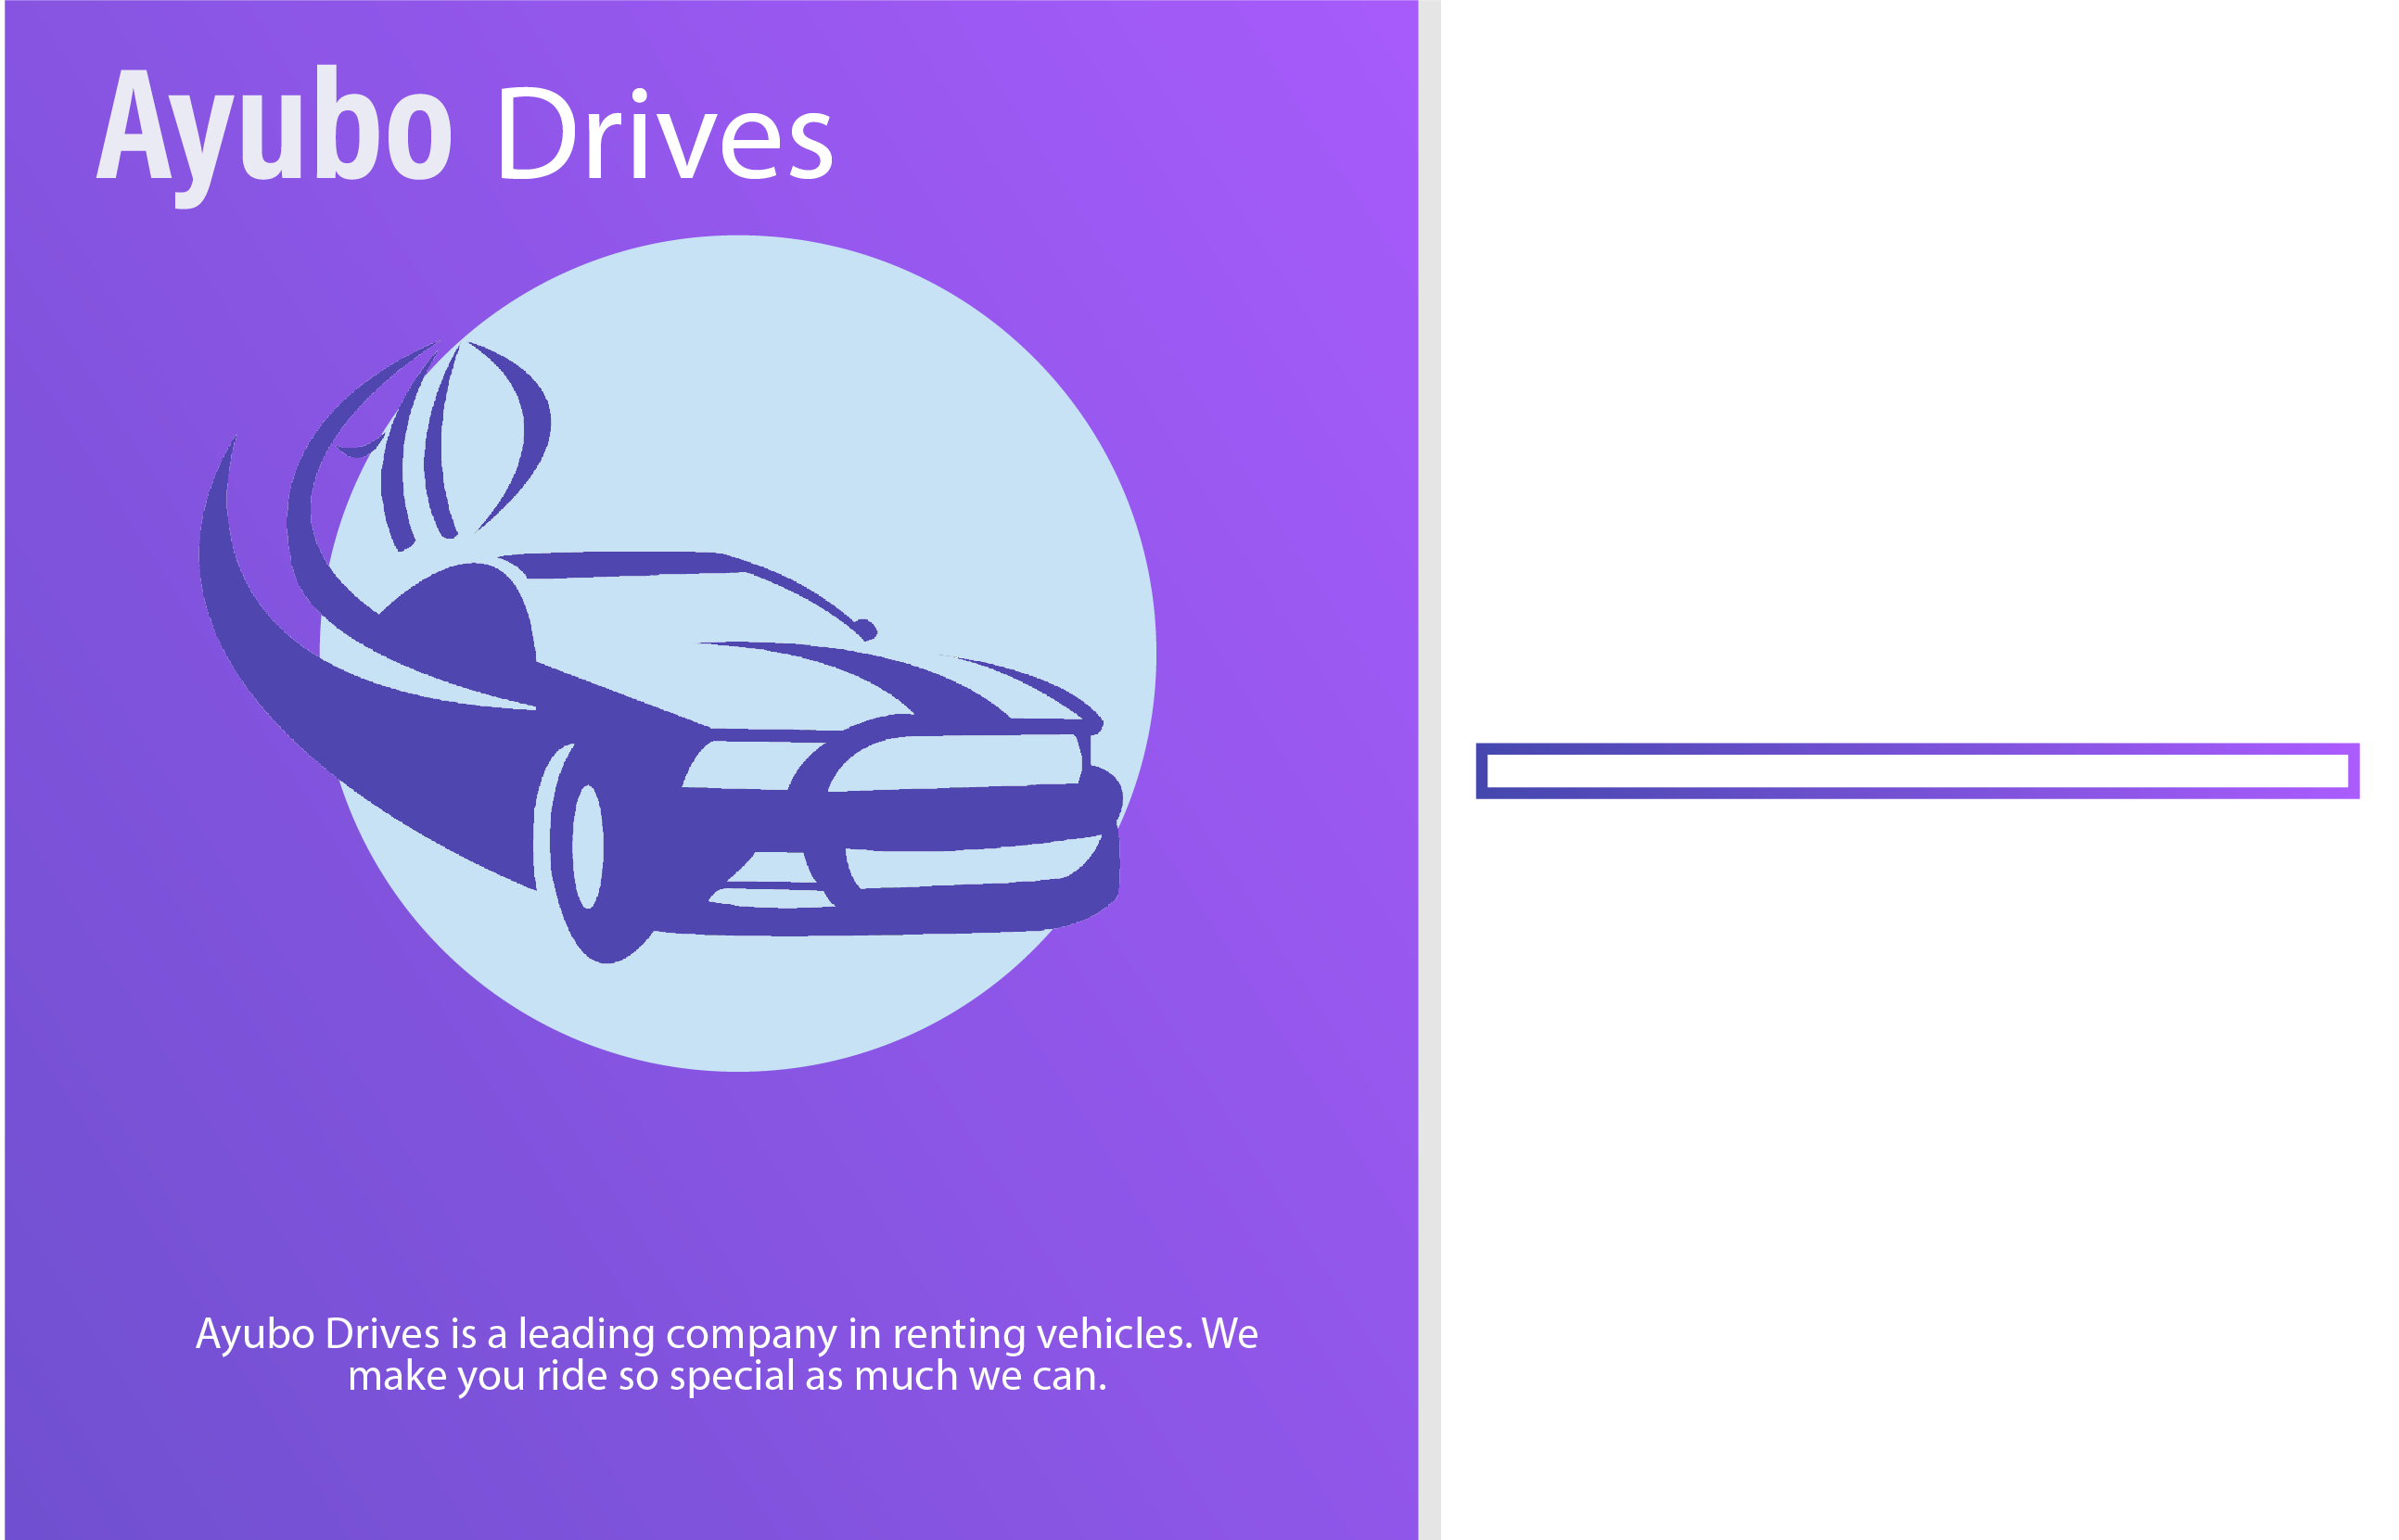 Ayubo Drives
Ayubo Drives is a leading company in renting vehicles. We
make you ride so special as much we can.